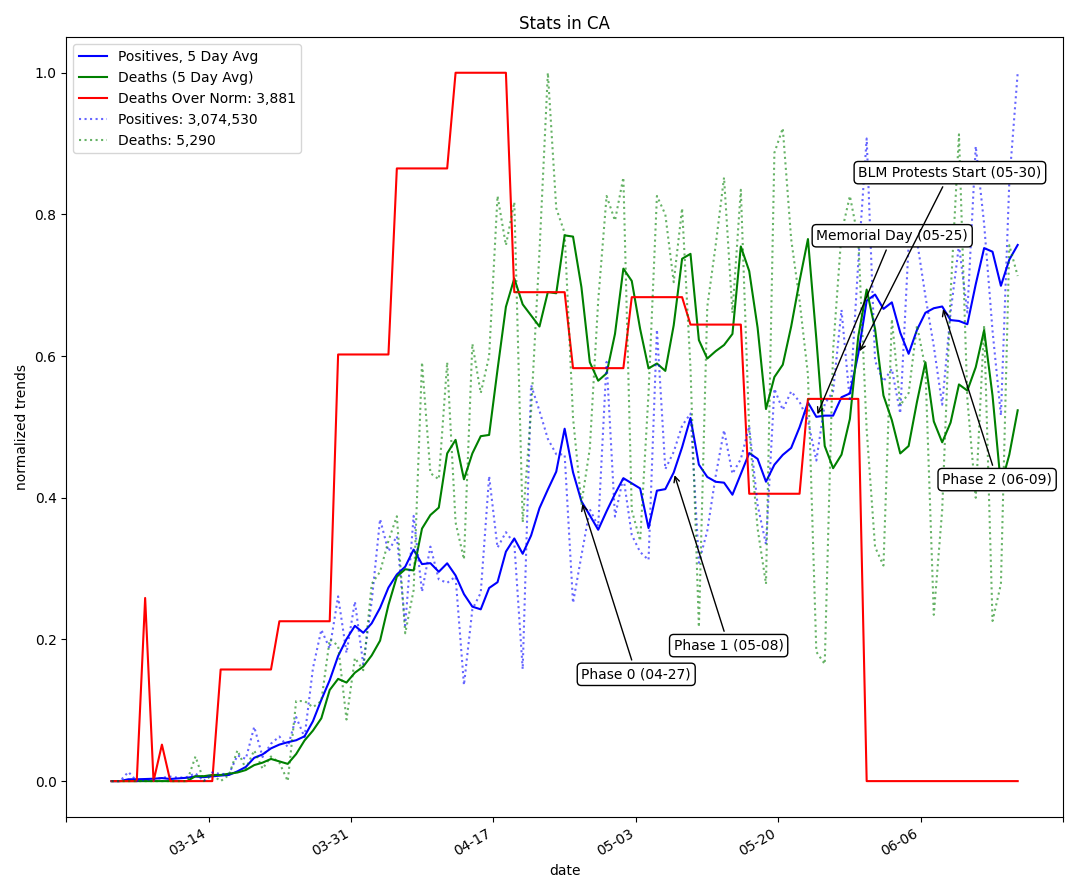 Stats in CA
Positives, 5 Day Avg
Deaths (5 Day Avg)
Deaths Over Norm: 3,881
Positives: 3,074,530
Deaths: 5,290
BLM Protests Start (05-30)
Memorial Day (05-25)
Phase 2 (06-09)
Phase 1 (05-08)
Phase 0 (04-27)
normalized trends
1.0
0.8
0.6
0.4
0.2
0.0
03-14
03-31
04-17
05-03
05-20
06-06
date